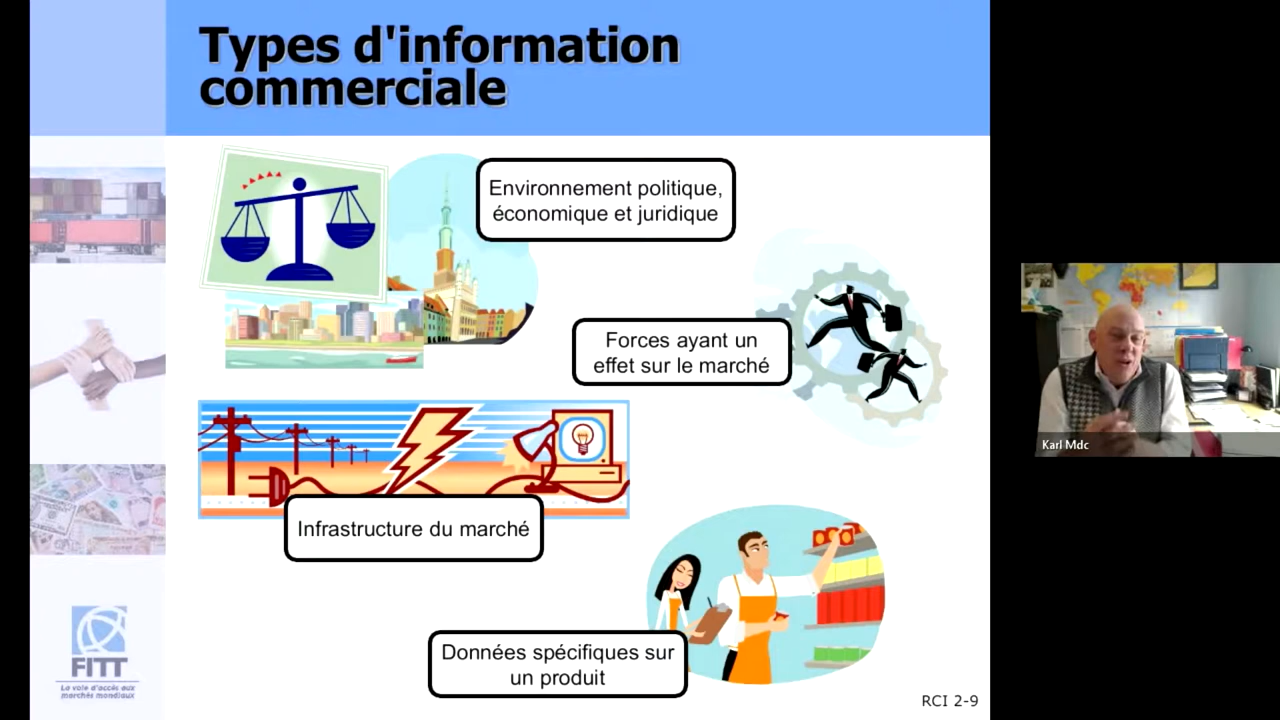 Types d'information
commerciale
Environnement politique,
économique et juridique
Forces ayant un
effet sur le marché
Infrastructure du marché
Données spécifiques sur
un produit
FITT
La voie d'accès aux
marchés mondiaux
RCI 2-9
Karl Mdc